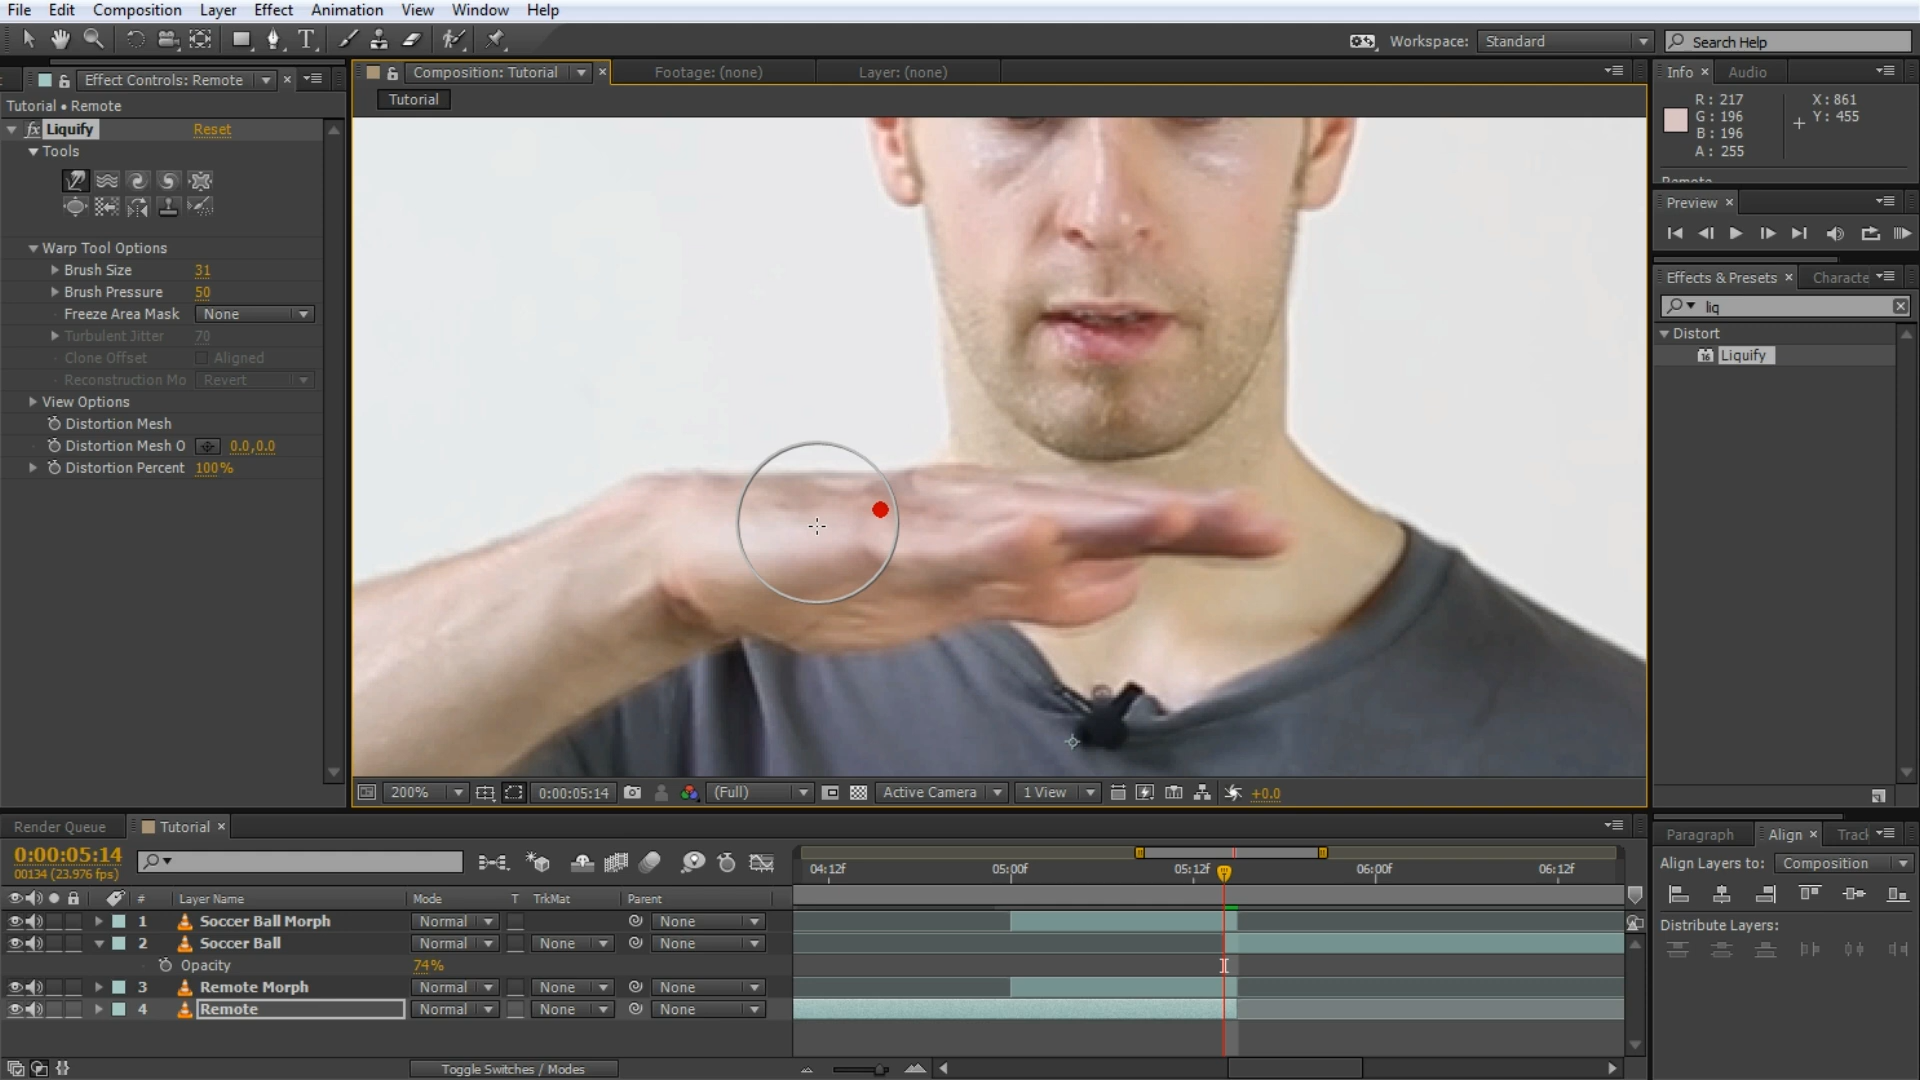 File Edit Composition Layer Effect Animation View Window Help
Workspace: Standard Search Help
Effect Controls: Remote
Composition: Tutorial Footage: (none) Layer: (none)
Info Audio
Tutorial • Remote
Tutorial
R: 217 X: 861
G: 196 Y: 455
B: 196
A: 255
fx Liquify Reset
Tools
Preview
Warp Tool Options
Brush Size 31
Brush Pressure 50
Freeze Area Mask None
Turbulent Jitter 70
Clone Offset Aligned
Reconstruction Mo Revert
View Options
Distortion Mesh
Distortion Mesh O 0.0,0.0
Distortion Percent 100%
Effects & Presets Characte
liq
Distort
16 Liquify
200% 0:00:05:14 (Full) Active Camera 1 View +0.0
Render Queue Tutorial
Paragraph Align Tracl
0:00:05:14
00134 (23.976 fps)
04:12f 05:00f 05:12f 06:00f 06:12f
Align Layers to: Composition
# Layer Name Mode T TrkMat Parent
1 Soccer Ball Morph Normal None
2 Soccer Ball Normal None None
Opacity 74%
3 Remote Morph Normal None None
4 Remote Normal None None
Distribute Layers:
Toggle Switches / Modes